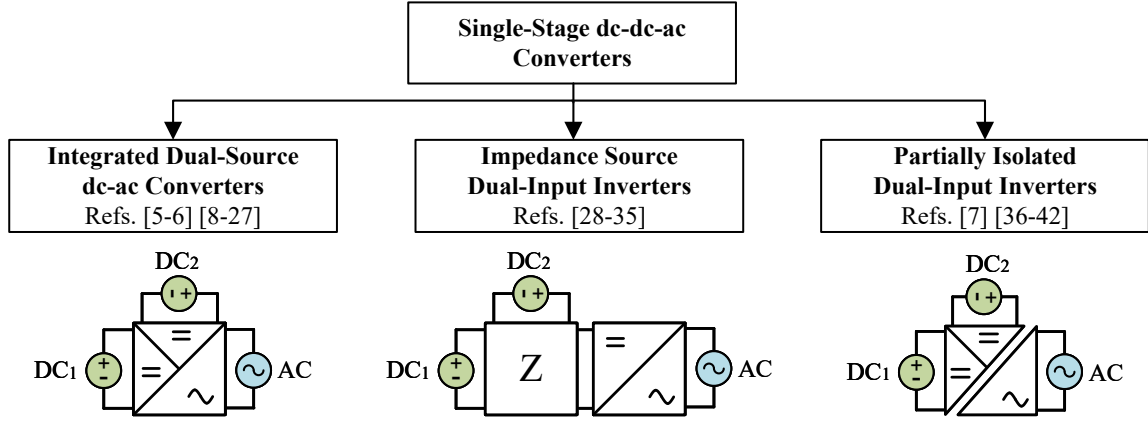 Single-Stage dc-dc-ac
Converters
Integrated Dual-Source
dc-ac Converters
Refs. [5-6] [8-27]
Impedance Source
Dual-Input Inverters
Refs. [28-35]
Partially Isolated
Dual-Input Inverters
Refs. [7] [36-42]
DC2
DC1
AC
DC2
DC1
Z
AC
DC2
DC1
AC